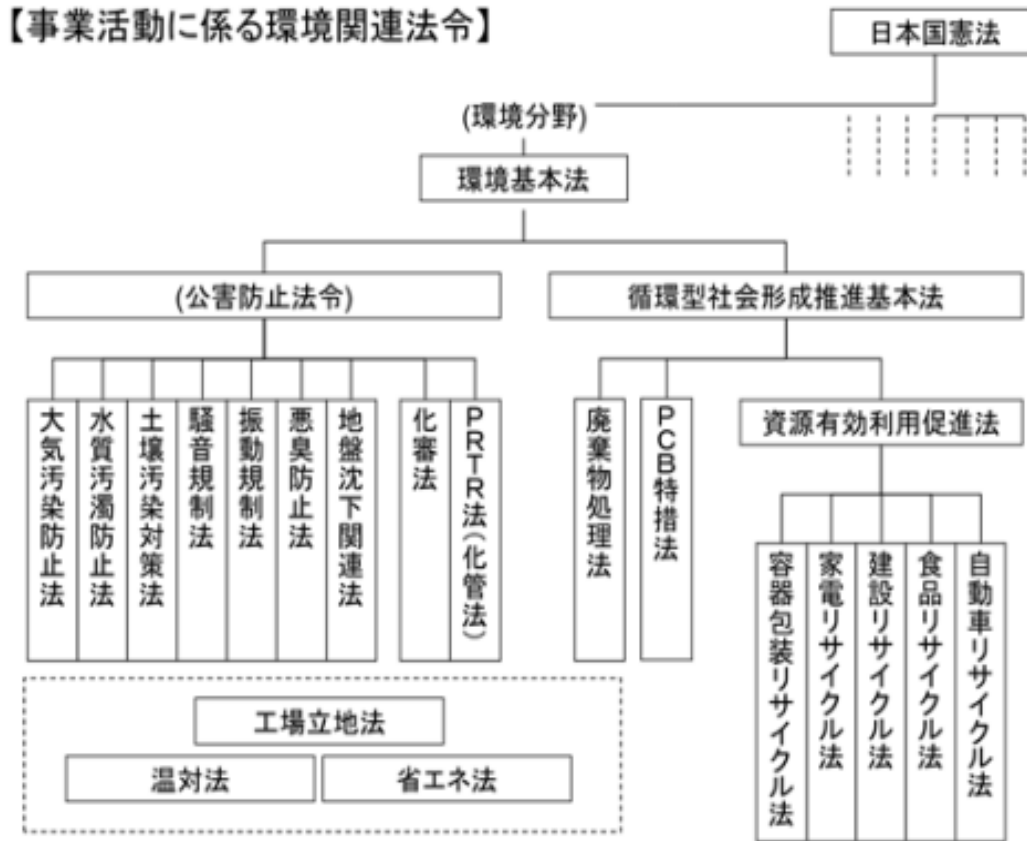 【事業活動に係る環境関連法令】
日本国憲法
(環境分野)
環境基本法
(公害防止法令)
循環型社会形成推進基本法
大気汚染防止法
水質汚濁防止法
土壌汚染対策法
騒音規制法
振動規制法
悪臭防止法
地盤沈下関連法
化審法
PRTR法(化管法)
廃棄物処理法
PCB特措法
資源有効利用促進法
容器包装リサイクル法
家電リサイクル法
建設リサイクル法
食品リサイクル法
自動車リサイクル法
工場立地法
温対法
省エネ法